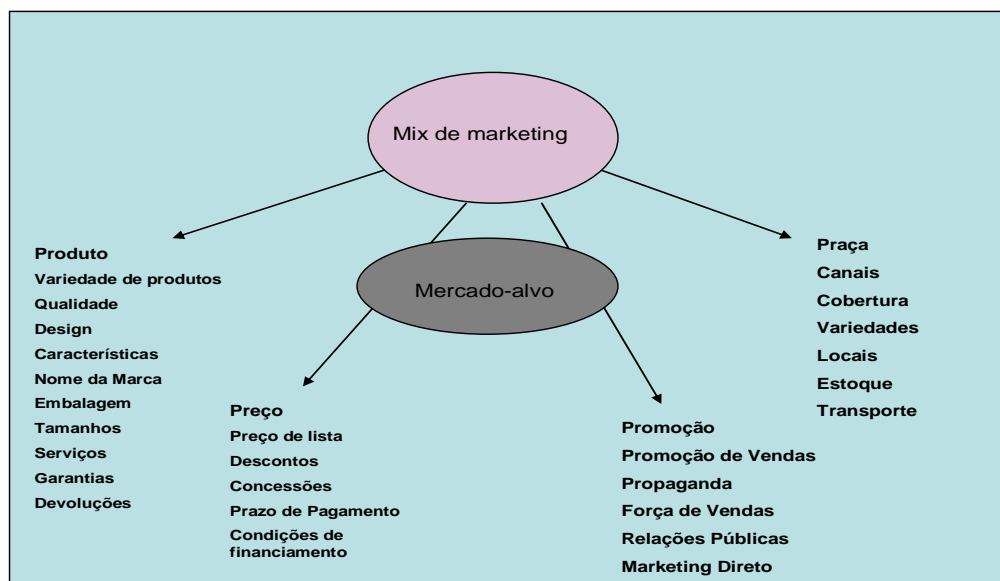 Mix de marketing
Mercado-alvo
Produto
Variedade de produtos
Qualidade
Design
Características
Nome da Marca
Embalagem
Tamanhos
Serviços
Garantias
Devoluções
Preço
Preço de lista
Descontos
Concessões
Prazo de Pagamento
Condições de
financiamento
Promoção
Promoção de Vendas
Propaganda
Força de Vendas
Relações Públicas
Marketing Direto
Praça
Canais
Cobertura
Variedades
Locais
Estoque
Transporte